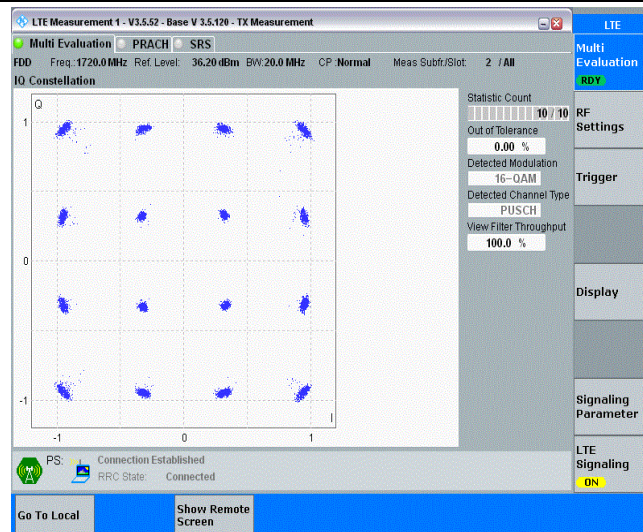 LTE Measurement 1 - V3.5.52 - Base V 3.5.120 - TX Measurement
LTE
Multi Evaluation PRACH SRS
Multi
Evaluation
RDY
FDD Freq.:1720.0 MHz Ref. Level: 36.20 dBm BW:20.0 MHz CP :Normal Meas Subfr./Slot: 2 / All
IQ Constellation
Statistic Count
10 / 10
Out of Tolerance
0.00 %
Detected Modulation
16-QAM
Detected Channel Type
PUSCH
View Filter Throughput
100.0 %
RF
Settings
Trigger
Display
Signaling
Parameter
LTE
Signaling
ON
Q
1
0
-1
I
-1 0 1
PS: Connection Established
RRC State: Connected
Go To Local
Show Remote
Screen